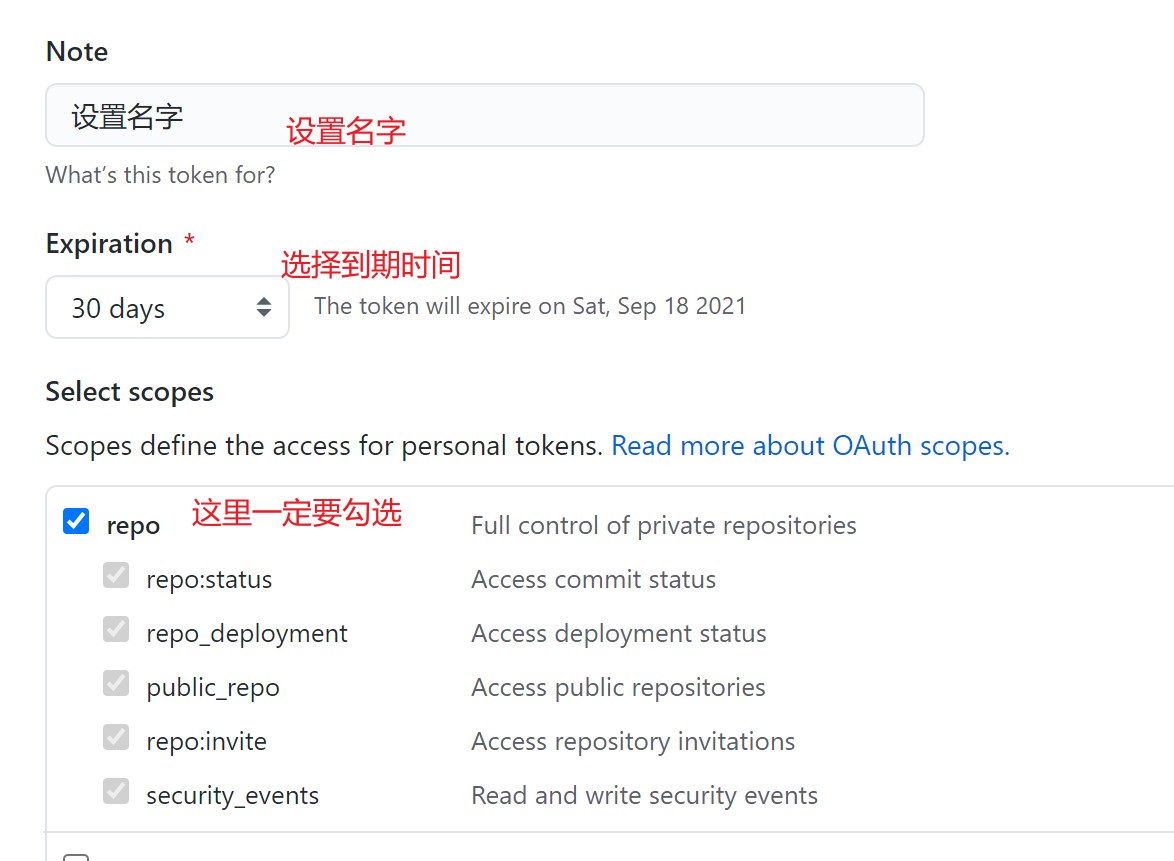 Note
设置名字
设置名字
What’s this token for?
Expiration *
选择到期时间
30 days The token will expire on Sat, Sep 18 2021
Select scopes
Scopes define the access for personal tokens. Read more about OAuth scopes.
repo 这里一定要勾选 Full control of private repositories
repo:status Access commit status
repo_deployment Access deployment status
public_repo Access public repositories
repo:invite Access repository invitations
security_events Read and write security events